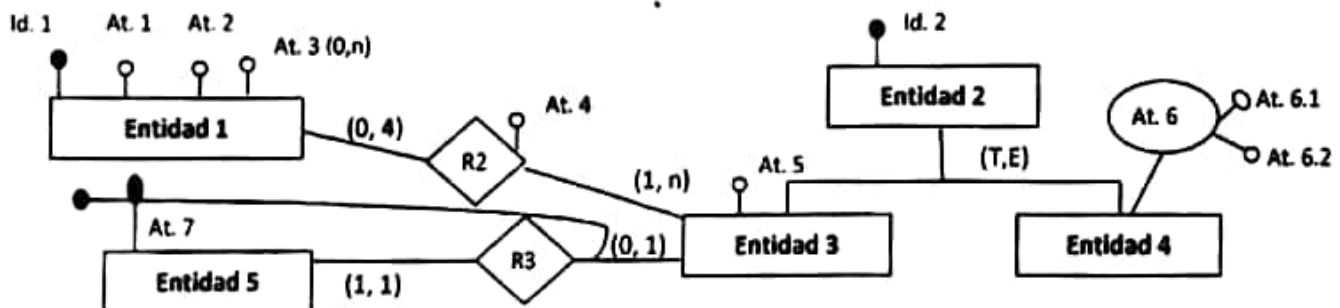 Id. 1
At. 1
At. 2
At. 3 (0,n)
Entidad 1
(0, 4)
R2
At. 4
(1, n)
Id. 2
Entidad 2
(T,E)
At. 6
At. 6.1
At. 6.2
At. 5
Entidad 3
Entidad 4
At. 7
Entidad 5
(1, 1)
R3
(0, 1)